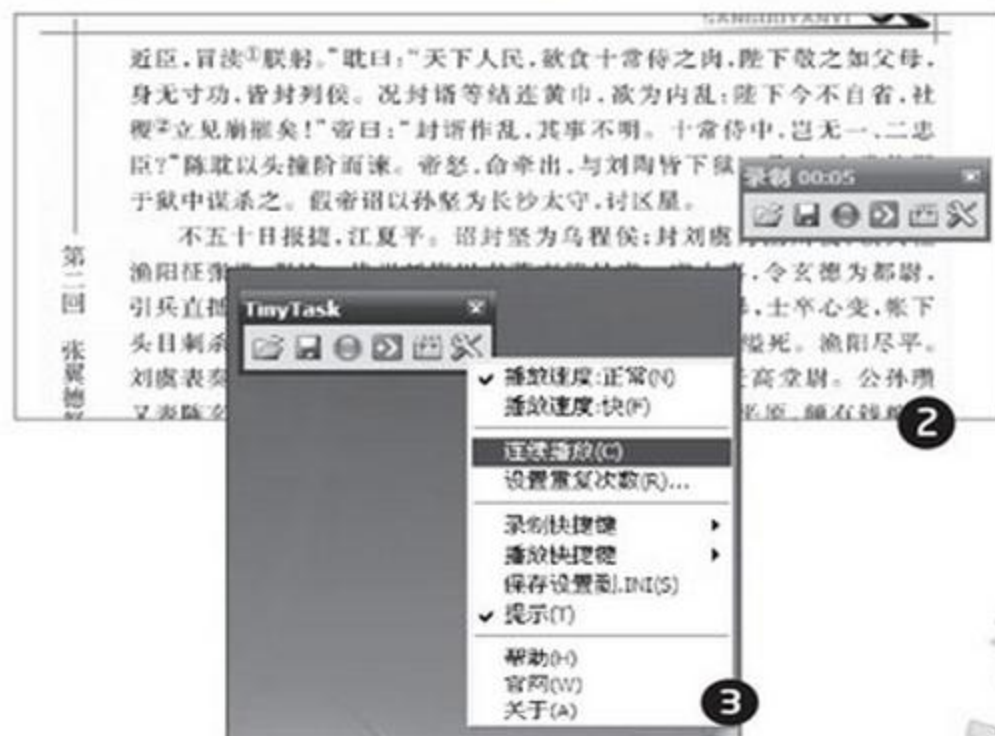 SANGUOYANYI
近臣,冒渎①朕躬。”耽曰:“天下人民,欲食十常侍之肉,陛下敬之如父母,
身无寸功,皆封列侯。况封谞等结连黄巾,欲为内乱:陛下今不自省,社
稷②立见崩摧矣!”帝曰:“封谞作乱,其事不明。十常侍中,岂无一、二忠
臣?”陈耽以头撞阶而谏。帝怒,命牵出,与刘陶皆下狱
于狱中谋杀之。假帝诏以孙坚为长沙太守,讨区星。
不五十日报捷,江夏平。诏封坚为乌程侯;封刘虞
渔阳征
令玄德为都尉,
引兵直抵
士卒心变,帐下
头目刺杀
缢死。渔阳尽平。
刘虞表奏
高堂尉。公孙瓒
又表陈
第二回 张翼德
录制 00:05
2
TinyTask
播放速度:正常(N)
播放速度:快(F)
连续播放(C)
设置重复次数(R)...
录制快捷键
播放快捷键
保存设置到.INI(S)
提示(T)
帮助(H)
官网(W)
关于(A)
3